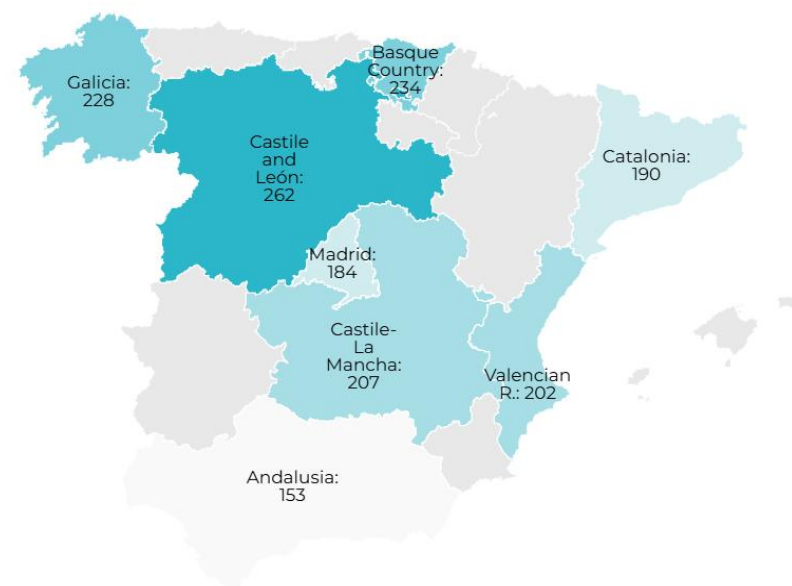 Basque
Country:
234
Galicia:
228
Castile
and
León:
262
Catalonia:
190
Madrid:
184
Castile-
La
Mancha:
207
Valencian
R.: 202
Andalusia:
153